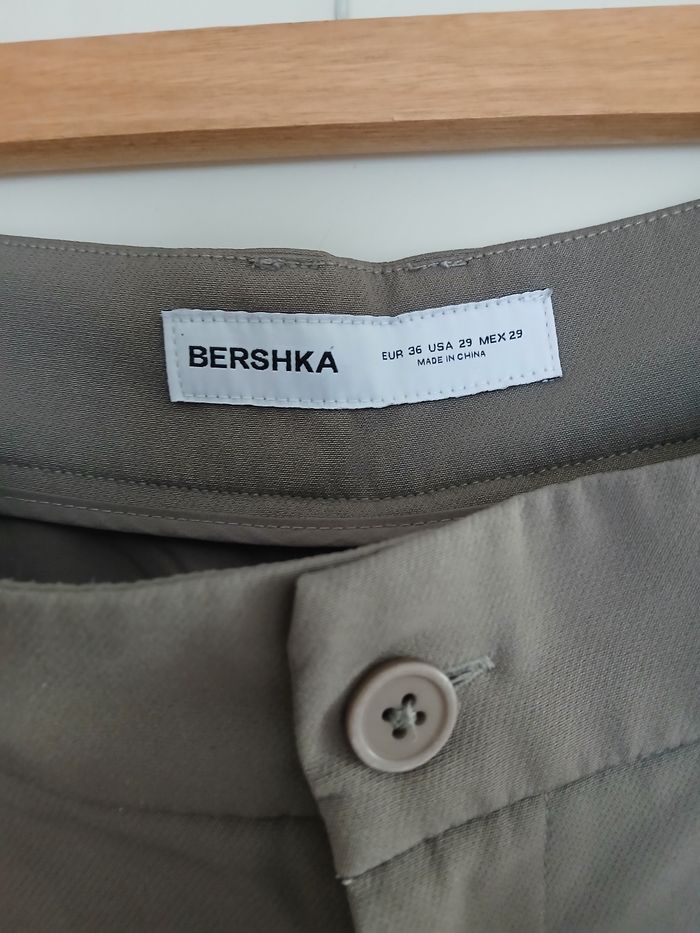 BERSHKA
EUR 36 USA 29 MEX 29
MADE IN CHINA